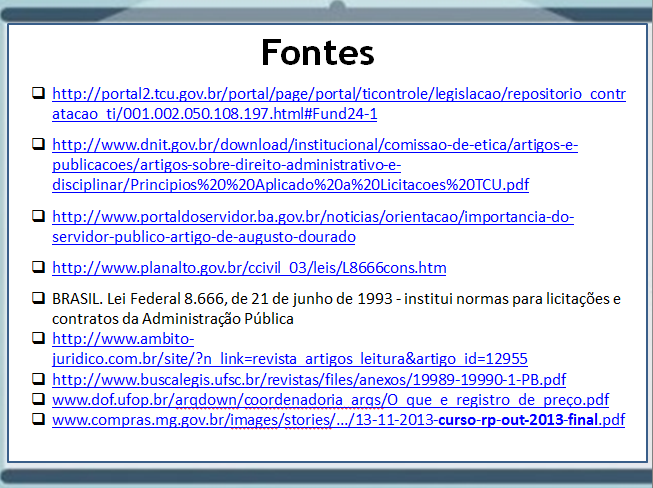 Fontes
http://portal2.tcu.gov.br/portal/page/portal/ticontrole/legislacao/repositorio_contr
atacao_ti/001.002.050.108.197.html#Fund24-1
http://www.dnit.gov.br/download/institucional/comissao-de-etica/artigos-e-
publicacoes/artigos-sobre-direito-administrativo-e-
disciplinar/Principios%20%20Aplicado%20a%20Licitacoes%20TCU.pdf
http://www.portaldoservidor.ba.gov.br/noticias/orientacao/importancia-do-
servidor-publico-artigo-de-augusto-dourado
http://www.planalto.gov.br/ccivil_03/leis/L8666cons.htm
BRASIL. Lei Federal 8.666, de 21 de junho de 1993 - institui normas para licitações e
contratos da Administração Pública
http://www.ambito-
juridico.com.br/site/?n_link=revista_artigos_leitura&artigo_id=12955
http://www.buscalegis.ufsc.br/revistas/files/anexos/19989-19990-1-PB.pdf
www.dof.ufop.br/arqdown/coordenadoria_arqs/O_que_e_registro_de_preço.pdf
www.compras.mg.gov.br/images/stories/.../13-11-2013-curso-rp-out-2013-final.pdf